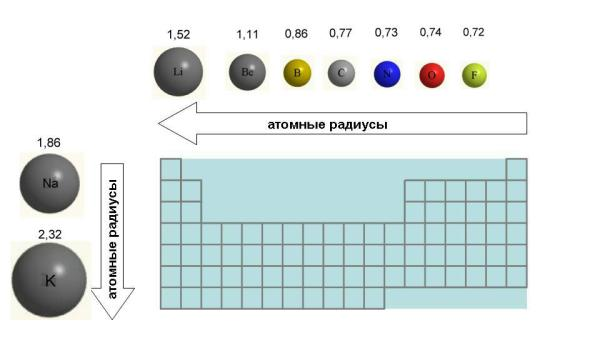 1,52 1,11 0,86 0,77 0,73 0,74 0,72
Li Be B C N O F
атомные радиусы
1,86
Na
атомные радиусы
2,32
K